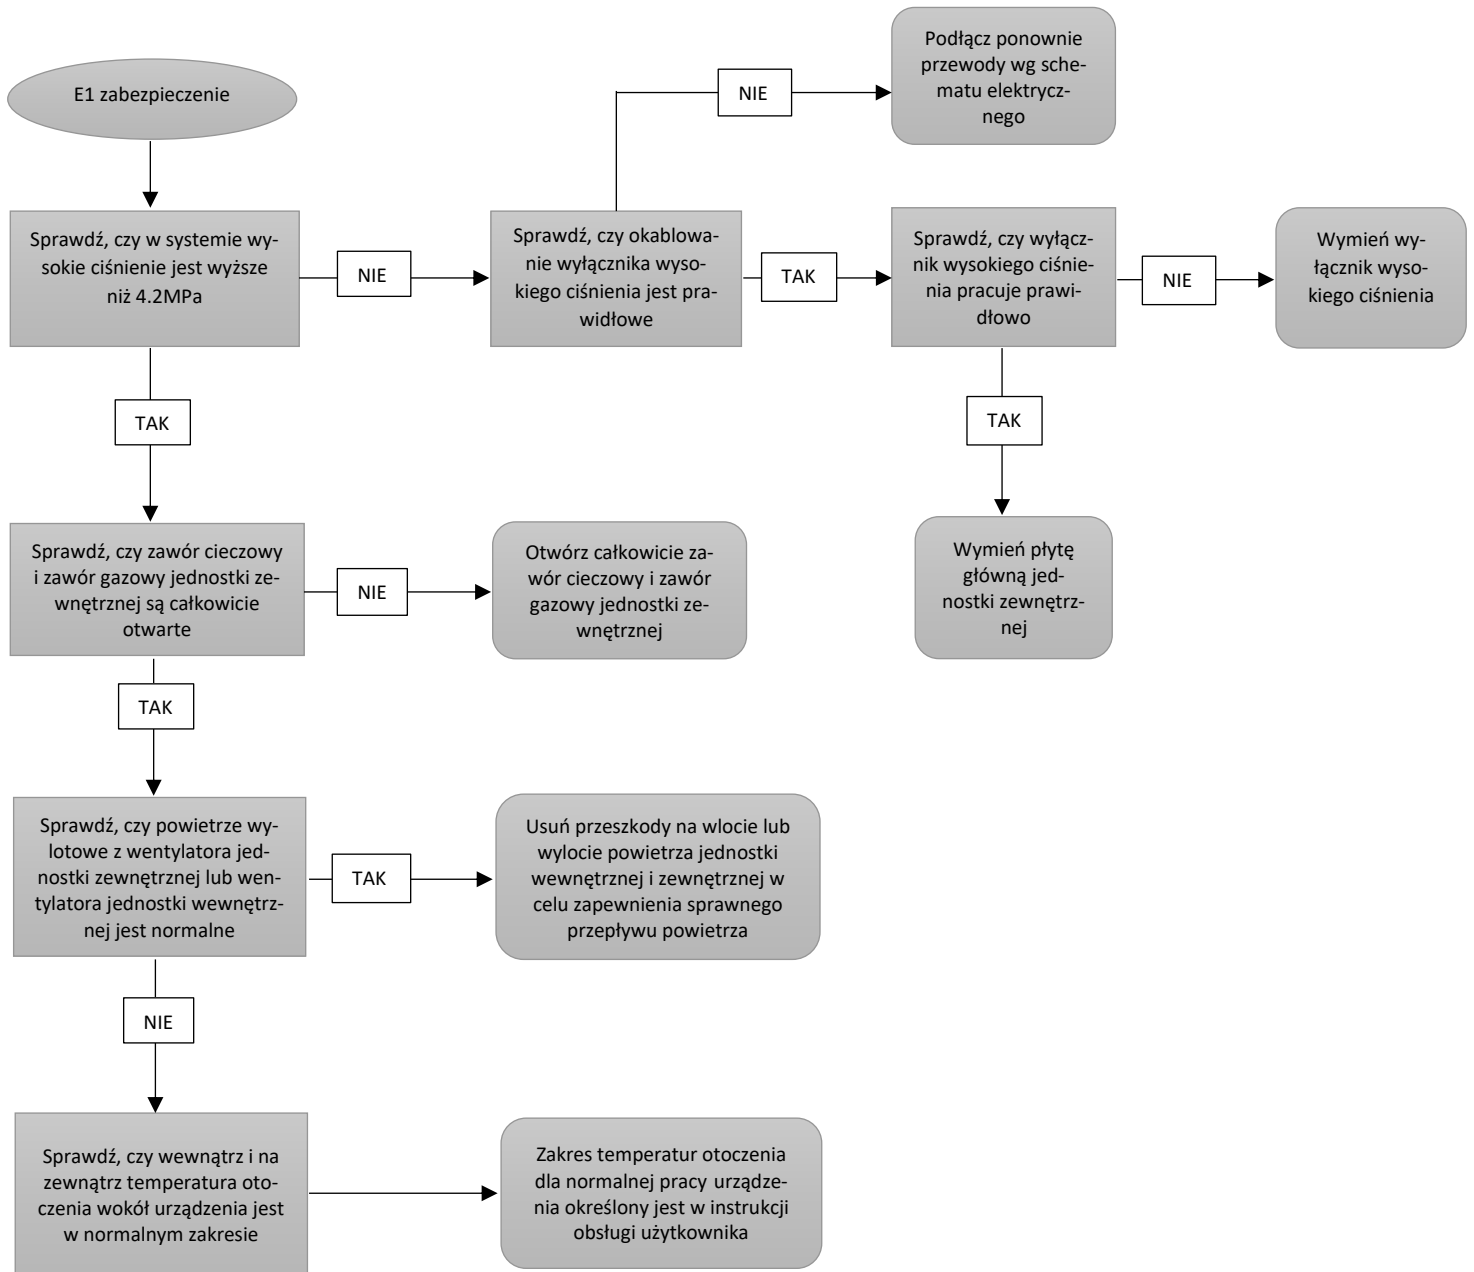 E1 zabezpieczenie
NIE
Podłącz ponownie
przewody wg sche-
matu elektrycz-
nego
Sprawdź, czy w systemie wy-
sokie ciśnienie jest wyższe
niż 4.2MPa
NIE
Sprawdź, czy okablowa-
nie wyłącznika wyso-
kiego ciśnienia jest pra-
widłowe
TAK
Sprawdź, czy wyłącz-
nik wysokiego ciśnie-
nia pracuje prawi-
dłowo
NIE
Wymień wy-
łącznik wyso-
kiego ciśnienia
TAK
TAK
Sprawdź, czy zawór cieczowy
i zawór gazowy jednostki ze-
wnętrznej są całkowicie
otwarte
NIE
Otwórz całkowicie za-
wór cieczowy i zawór
gazowy jednostki ze-
wnętrznej
Wymień płytę
główną jed-
nostki zewnętrz-
nej
TAK
Sprawdź, czy powietrze wy-
lotowe z wentylatora jed-
nostki zewnętrznej lub wen-
tylatora jednostki wewnętrz-
nej jest normalne
TAK
Usuń przeszkody na wlocie lub
wylocie powietrza jednostki
wewnętrznej i zewnętrznej w
celu zapewnienia sprawnego
przepływu powietrza
NIE
Sprawdź, czy wewnątrz i na
zewnątrz temperatura oto-
czenia wokół urządzenia jest
w normalnym zakresie
Zakres temperatur otoczenia
dla normalnej pracy urządze-
nia określony jest w instrukcji
obsługi użytkownika